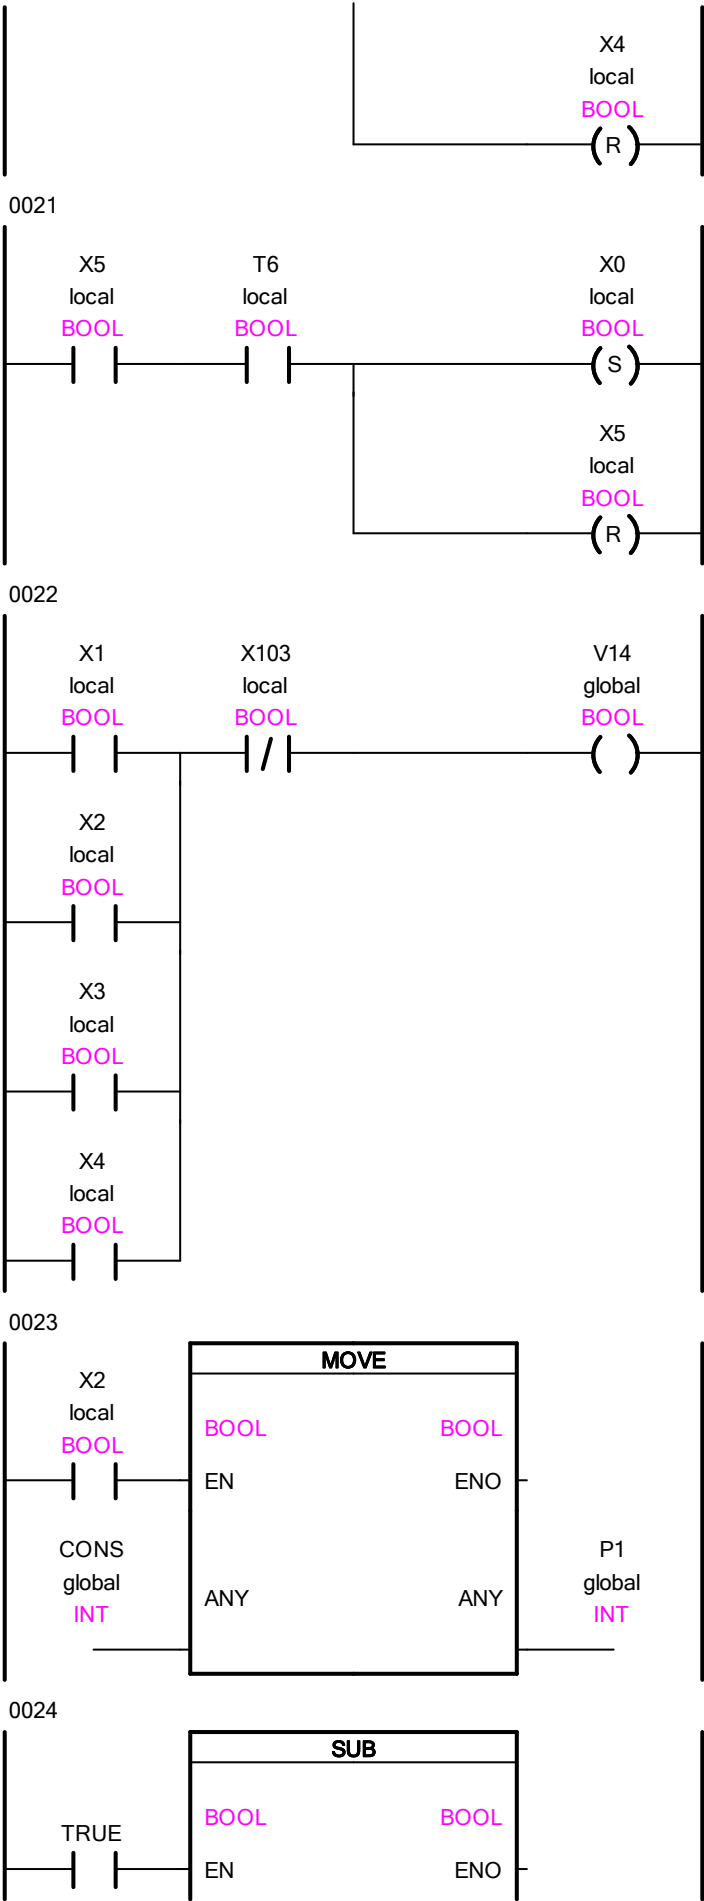 X4
local
BOOL
R
0021
X5
local
BOOL
T6
local
BOOL
X0
local
BOOL
S
X5
local
BOOL
R
0022
X1
local
BOOL
X103
local
BOOL
V14
global
BOOL
X2
local
BOOL
X3
local
BOOL
X4
local
BOOL
0023
MOVE
X2
local
BOOL
BOOL BOOL
EN ENO
CONS
global
INT
ANY ANY
P1
global
INT
0024
SUB
TRUE
BOOL BOOL
EN ENO